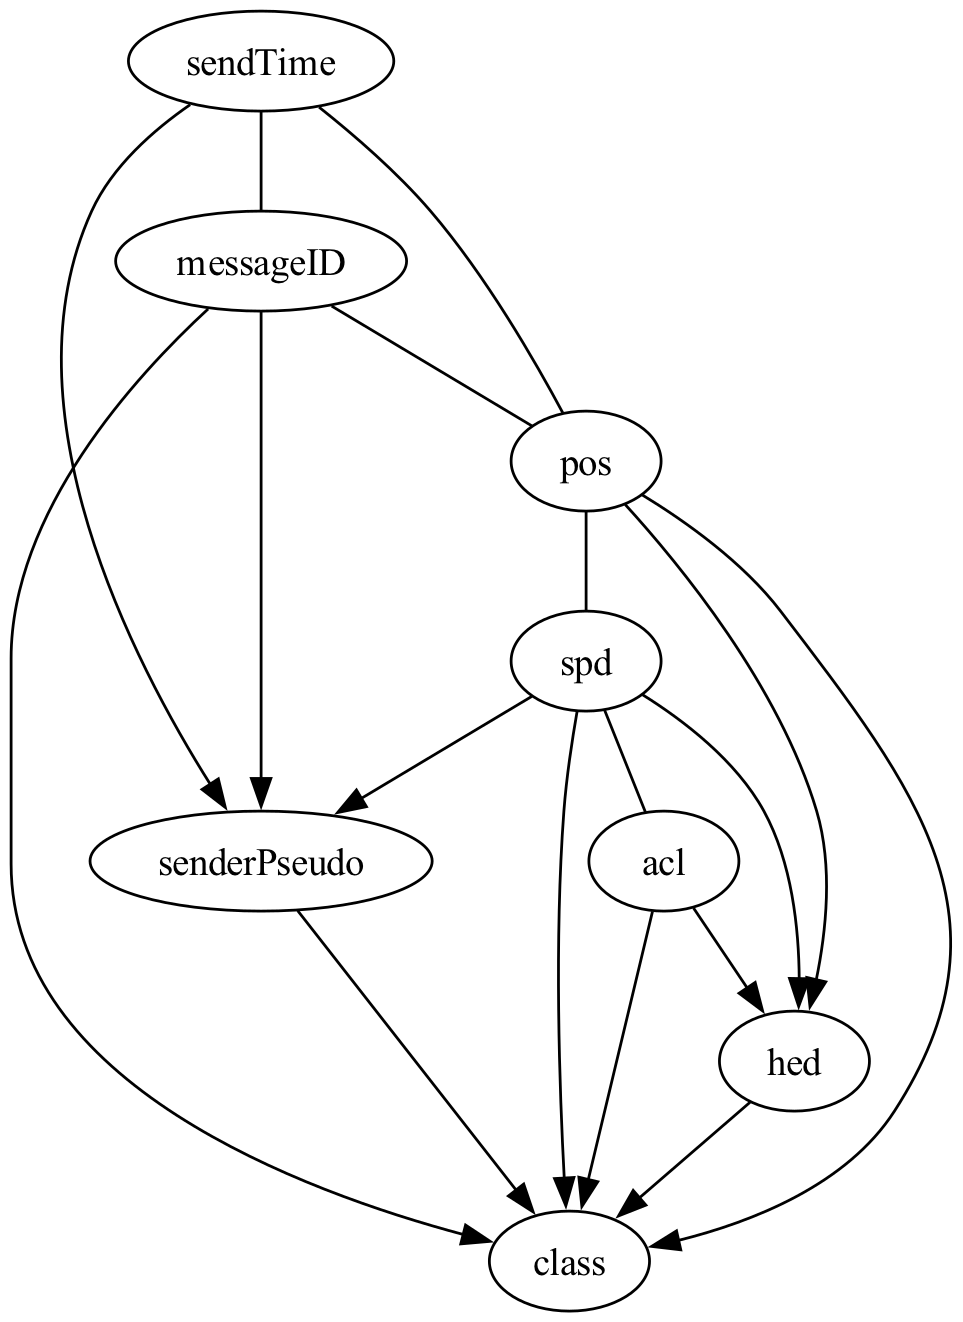 sendTime
messageID
pos
spd
senderPseudo
acl
hed
class